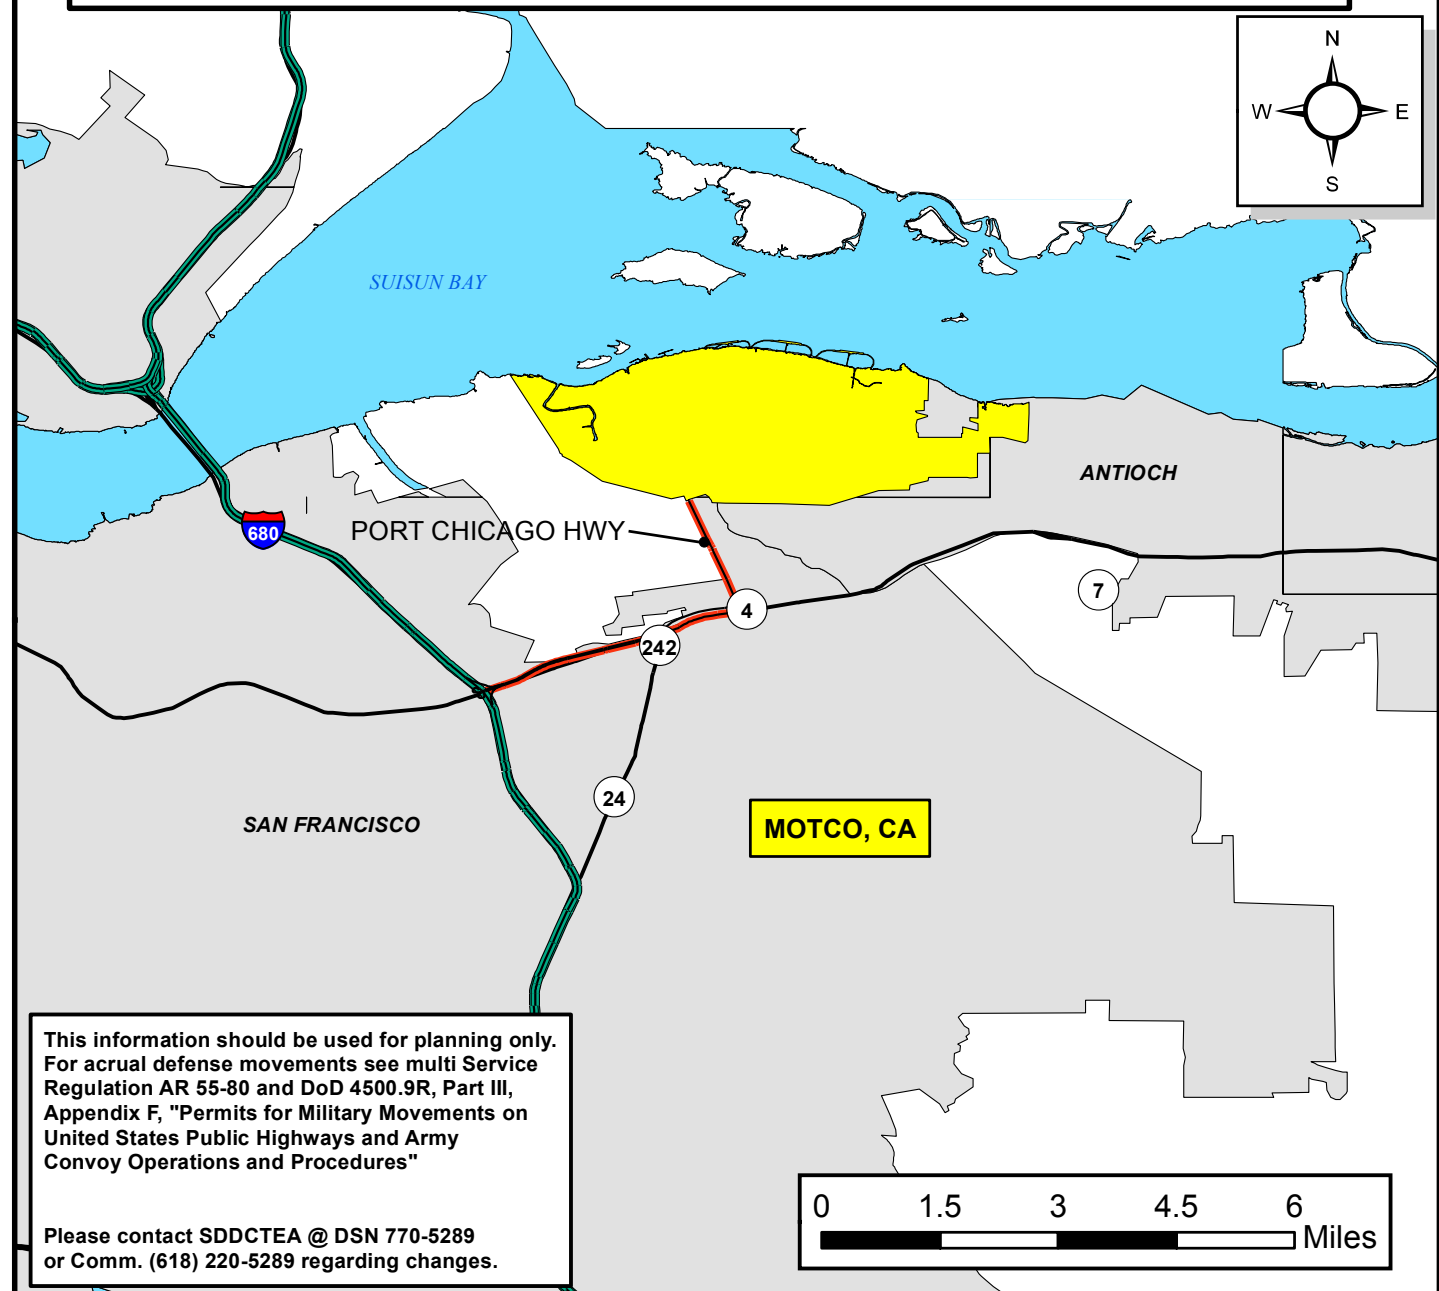 N
W E
S
SUISUN BAY
ANTIOCH
680
PORT CHICAGO HWY
7
4
242
24
SAN FRANCISCO
MOTCO, CA
This information should be used for planning only.
For acrual defense movements see multi Service
Regulation AR 55-80 and DoD 4500.9R, Part III,
Appendix F, "Permits for Military Movements on
United States Public Highways and Army
Convoy Operations and Procedures"
Please contact SDDCTEA @ DSN 770-5289
or Comm. (618) 220-5289 regarding changes.
0 1.5 3 4.5 6
Miles